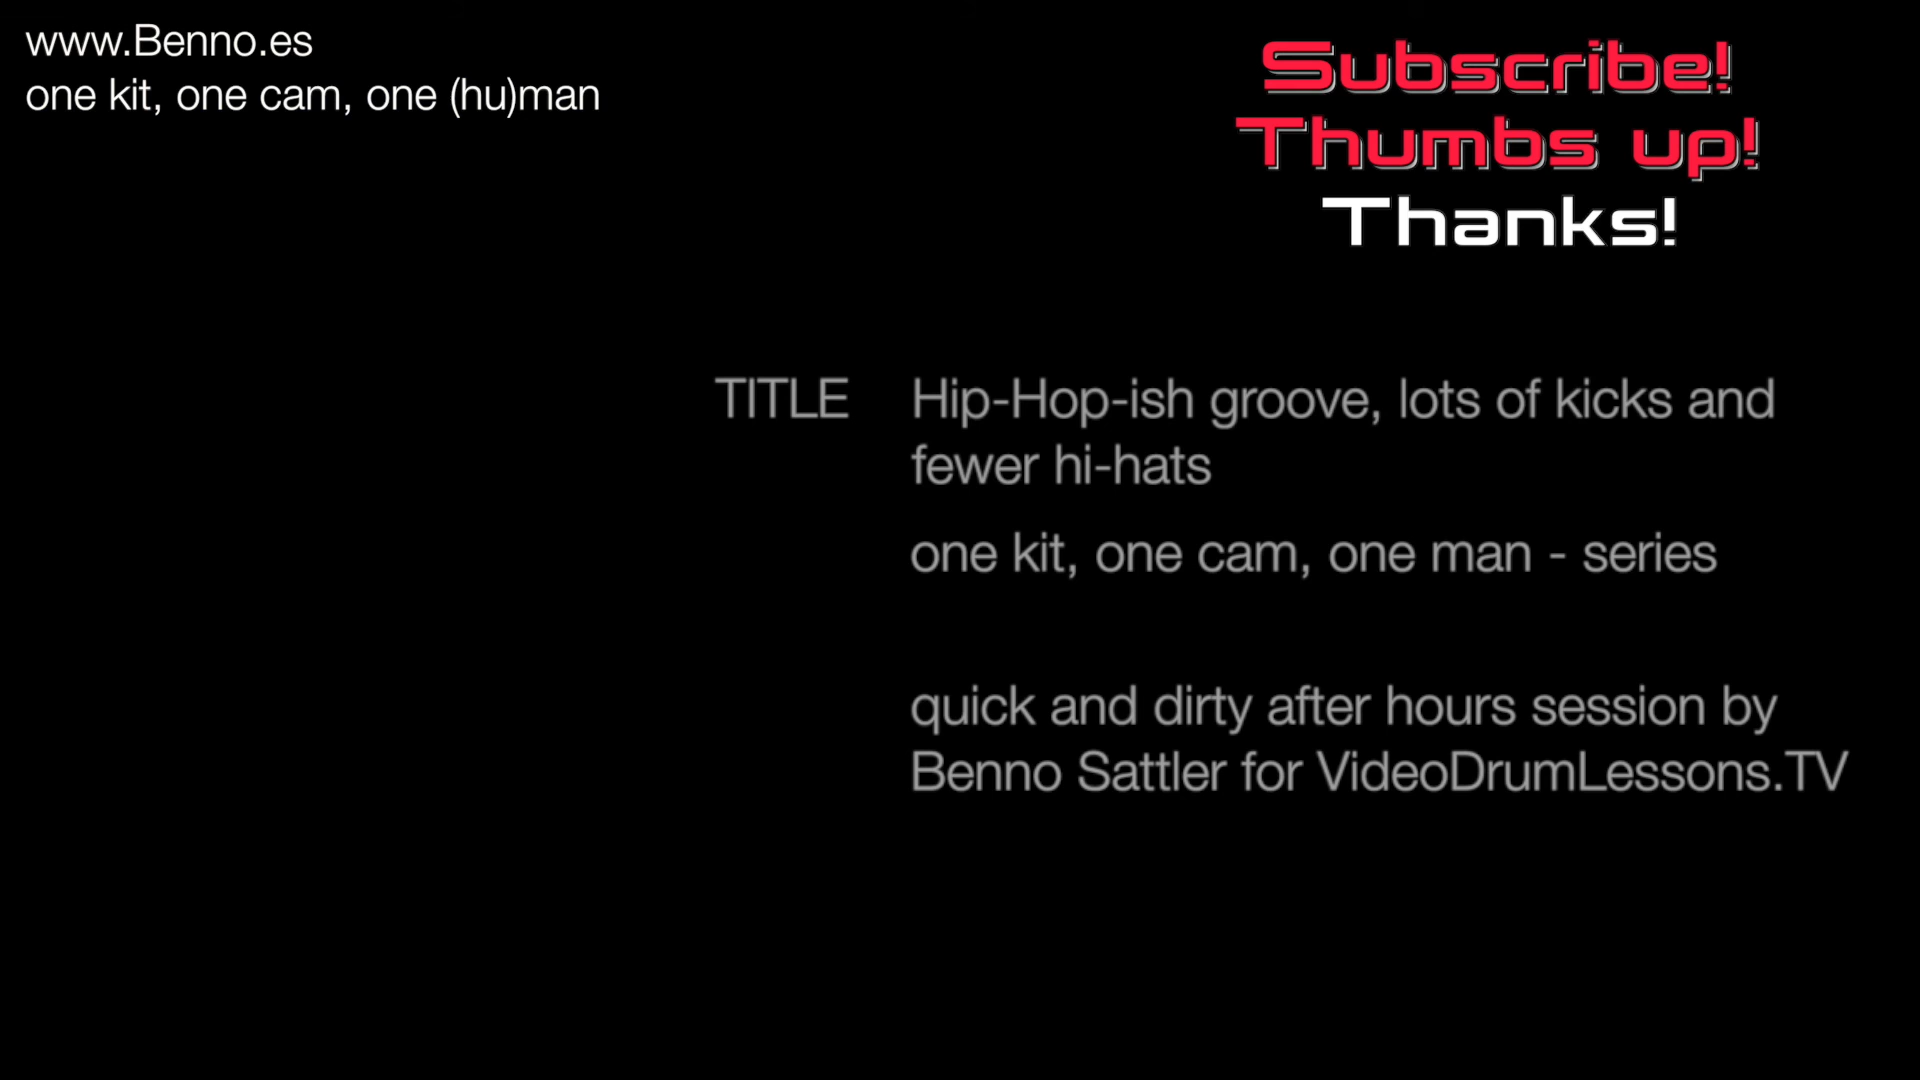 www.Benno.es
one kit, one cam, one (hu)man
Subscribe!
Thumbs up!
Thanks!
TITLE Hip-Hop-ish groove, lots of kicks and
fewer hi-hats
one kit, one cam, one man - series
quick and dirty after hours session by
Benno Sattler for VideoDrumLessons.TV